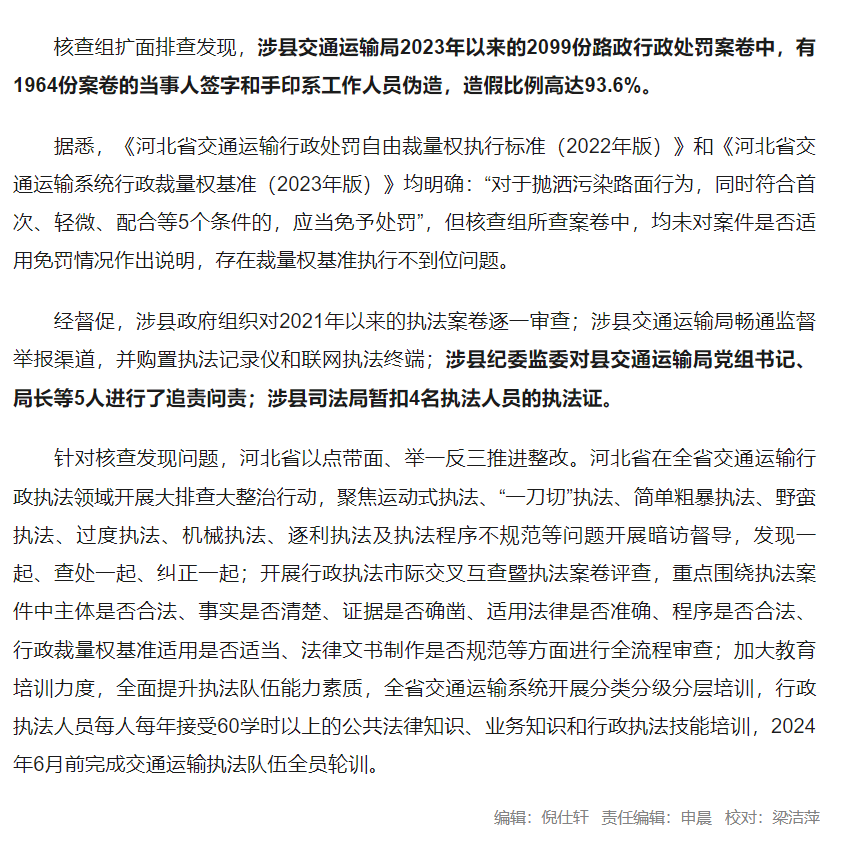 核查组扩面排查发现，涉县交通运输局2023年以来的2099份路政行政处罚案卷中，有
1964份案卷的当事人签字和手印系工作人员伪造，造假比例高达93.6%。
据悉，《河北省交通运输行政处罚自由裁量权执行标准（2022年版）》和《河北省交
通运输系统行政裁量权基准（2023年版）》均明确：“对于抛洒污染路面行为，同时符合首
次、轻微、配合等5个条件的，应当免予处罚”，但核查组所查案卷中，均未对案件是否适
用免罚情况作出说明，存在裁量权基准执行不到位问题。
经督促，涉县政府组织对2021年以来的执法案卷逐一审查；涉县交通运输局畅通监督
举报渠道，并购置执法记录仪和联网执法终端；涉县纪委监委对县交通运输局党组书记、
局长等5人进行了追责问责；涉县司法局暂扣4名执法人员的执法证。
针对核查发现问题，河北省以点带面、举一反三推进整改。河北省在全省交通运输行
政执法领域开展大排查大整治行动，聚焦运动式执法、“一刀切”执法、简单粗暴执法、野蛮
执法、过度执法、机械执法、逐利执法及执法程序不规范等问题开展暗访督导，发现一
起、查处一起、纠正一起；开展行政执法市际交叉互查暨执法案卷评查，重点围绕执法案
件中主体是否合法、事实是否清楚、证据是否确凿、适用法律是否准确、程序是否合法、
行政裁量权基准适用是否适当、法律文书制作是否规范等方面进行全流程审查；加大教育
培训力度，全面提升执法队伍能力素质，全省交通运输系统开展分类分级分层培训，行政
执法人员每人每年接受60学时以上的公共法律知识、业务知识和行政执法技能培训，2024
年6月前完成交通运输执法队伍全员轮训。
编辑：倪仕轩 责任编辑：申晨 校对：梁洁萍